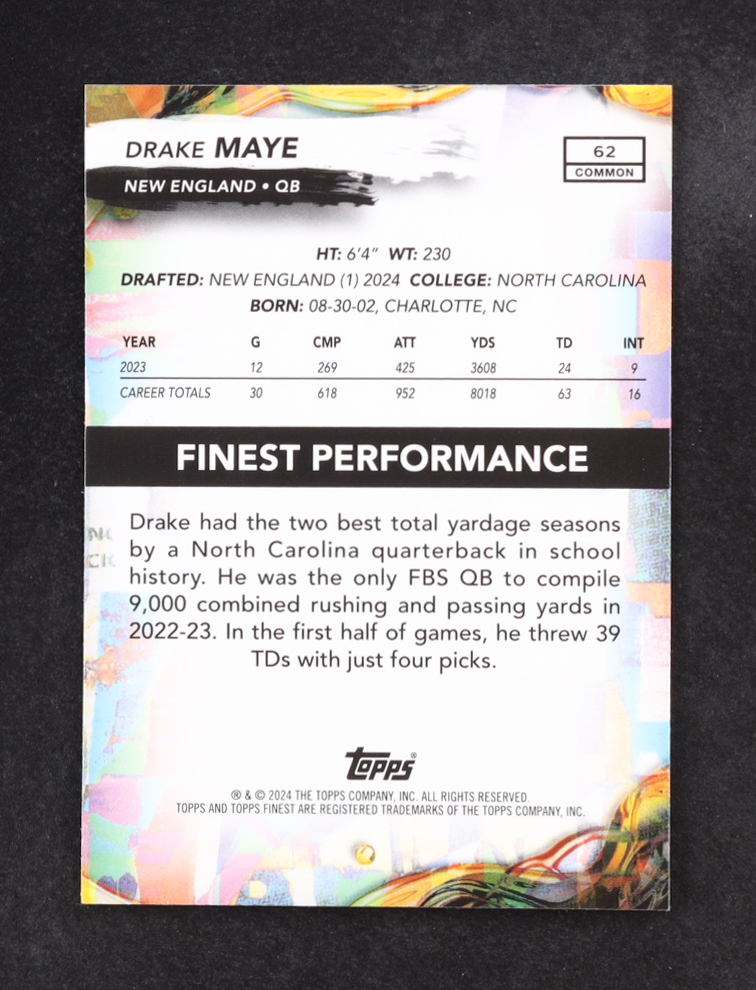 DRAKE MAYE
NEW ENGLAND • QB
62
COMMON
HT: 6'4" WT: 230
DRAFTED: NEW ENGLAND (1) 2024 COLLEGE: NORTH CAROLINA
BORN: 08-30-02, CHARLOTTE, NC
YEAR G CMP ATT YDS TD INT
2023 12 269 425 3608 24 9
CAREER TOTALS 30 618 952 8018 63 16
FINEST PERFORMANCE
Drake had the two best total yardage seasons
by a North Carolina quarterback in school
history. He was the only FBS QB to compile
9,000 combined rushing and passing yards in
2022-23. In the first half of games, he threw 39
TDs with just four picks.
topps®
® & © 2024 THE TOPPS COMPANY, INC. ALL RIGHTS RESERVED.
TOPPS AND TOPPS FINEST ARE REGISTERED TRADEMARKS OF THE TOPPS COMPANY, INC.